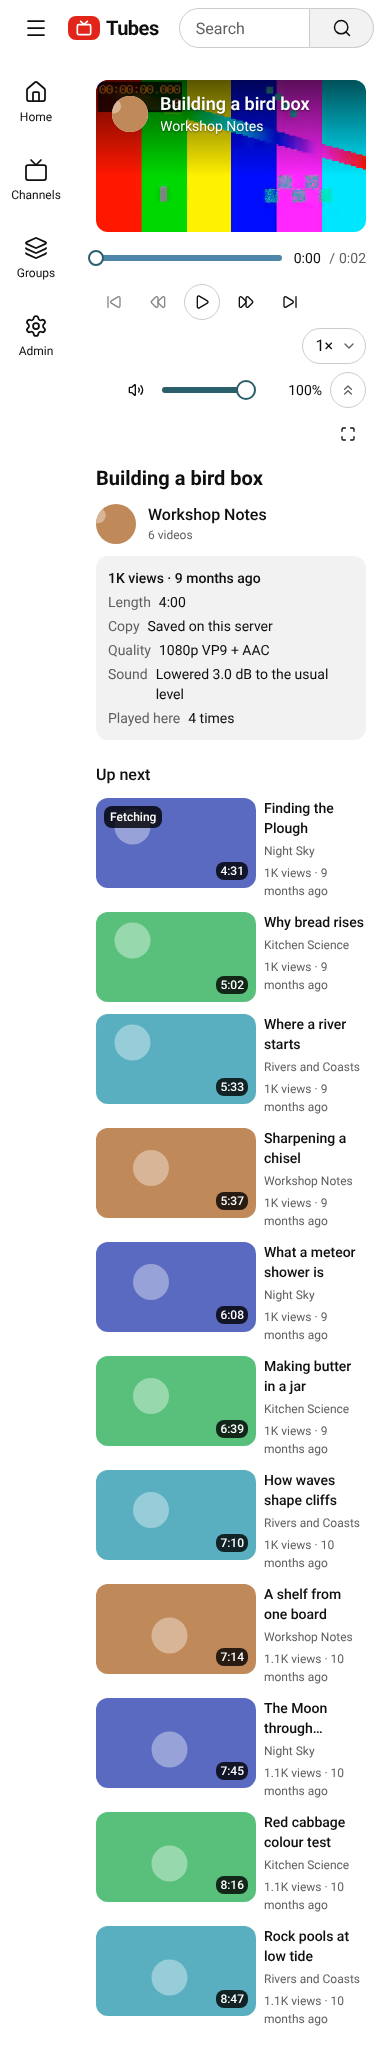 Tubes
Search
Home
Channels
Groups
Admin
00:00:00.000
Building a bird box
Workshop Notes
0:00 / 0:02
1×
100%
Building a bird box
Workshop Notes
6 videos
1K views · 9 months ago
Length 4:00
Copy Saved on this server
Quality 1080p VP9 + AAC
Sound Lowered 3.0 dB to the usual
level
Played here 4 times
Up next
Fetching
4:31
Finding the
Plough
Night Sky
1K views · 9
months ago
5:02
Why bread rises
Kitchen Science
1K views · 9
months ago
5:33
Where a river
starts
Rivers and Coasts
1K views · 9
months ago
5:37
Sharpening a
chisel
Workshop Notes
1K views · 9
months ago
6:08
What a meteor
shower is
Night Sky
1K views · 9
months ago
6:39
Making butter
in a jar
Kitchen Science
1K views · 9
months ago
7:10
How waves
shape cliffs
Rivers and Coasts
1K views · 10
months ago
7:14
A shelf from
one board
Workshop Notes
1.1K views · 10
months ago
7:45
The Moon
through…
Night Sky
1.1K views · 10
months ago
8:16
Red cabbage
colour test
Kitchen Science
1.1K views · 10
months ago
8:47
Rock pools at
low tide
Rivers and Coasts
1.1K views · 10
months ago